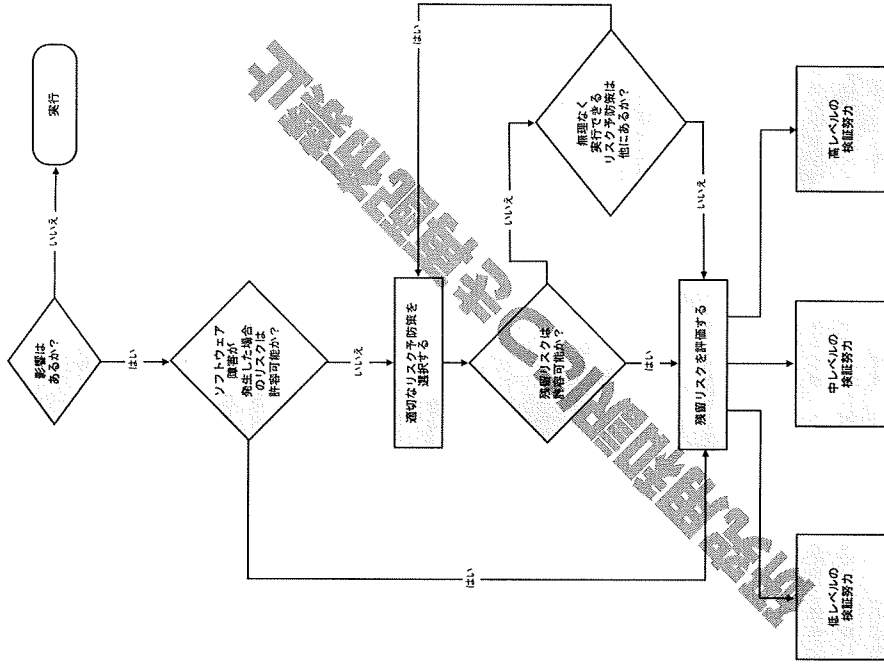 影響は
あるか?
いいえ
実行
はい
ソフトウェア
障害が
発生した場合
のリスクは
許容可能か?
いいえ
はい
適切なリスク予防策を
選択する
残留リスクは
許容可能か?
いいえ
無理なく
実行できる
リスク予防策は
他にあるか?
はい
いいえ
はい
残留リスクを評価する
低レベルの
検証努力
中レベルの
検証努力
高レベルの
検証努力